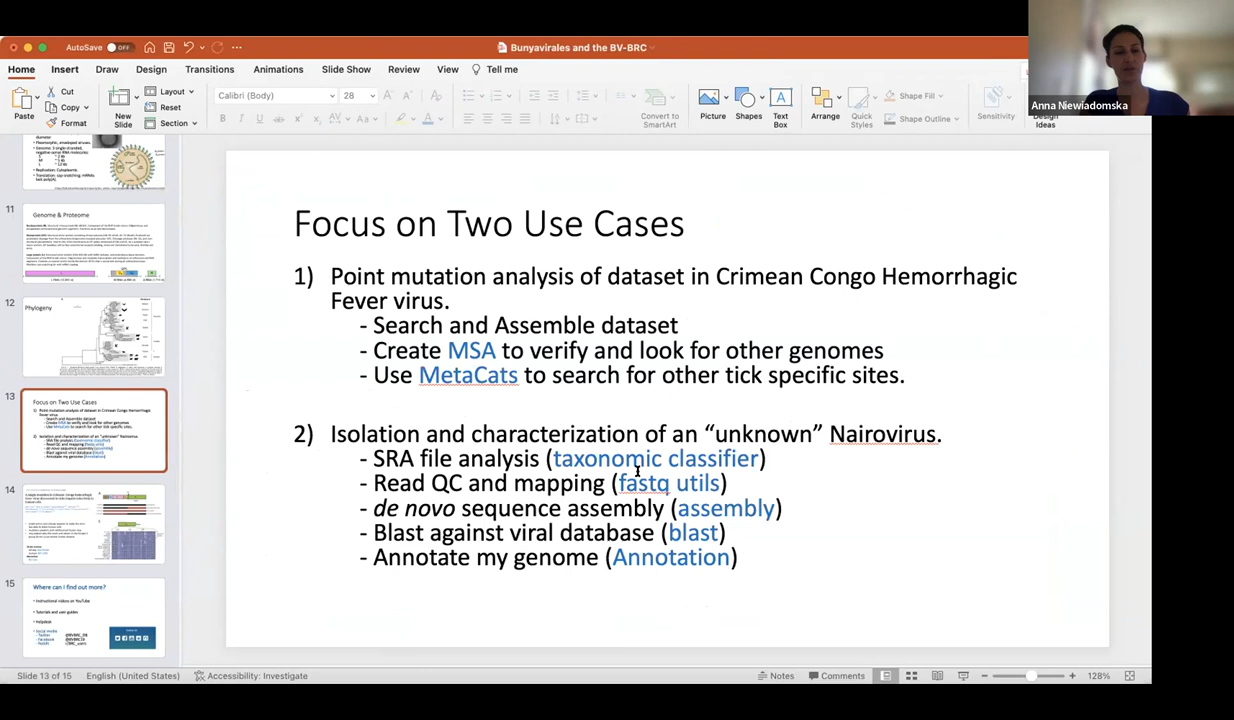 AutoSave OFF
Bunyavirales and the BV-BRC
Home Insert Draw Design Transitions Animations Slide Show Review View Tell me
Anna Niewiadomska
Paste
Cut
Copy
Format
New
Slide
Layout
Reset
Section
Calibri (Body) 28
Convert to
SmartArt
Picture
Shapes
Text
Box
Arrange
Quick
Styles
Shape Fill
Shape Outline
Sensitivity
Design
Ideas
11
Genome & Proteome
12
Phylogeny
13
Focus on Two Use Cases
14
15
Where can I find out more?
Focus on Two Use Cases
1) Point mutation analysis of dataset in Crimean Congo Hemorrhagic
Fever virus.
- Search and Assemble dataset
- Create MSA to verify and look for other genomes
- Use MetaCats to search for other tick specific sites.
2) Isolation and characterization of an “unknown” Nairovirus.
- SRA file analysis (taxonomic classifier)
- Read QC and mapping (fastq utils)
- de novo sequence assembly (assembly)
- Blast against viral database (blast)
- Annotate my genome (Annotation)
Slide 13 of 15 English (United States) Accessibility: Investigate
Notes Comments 128%